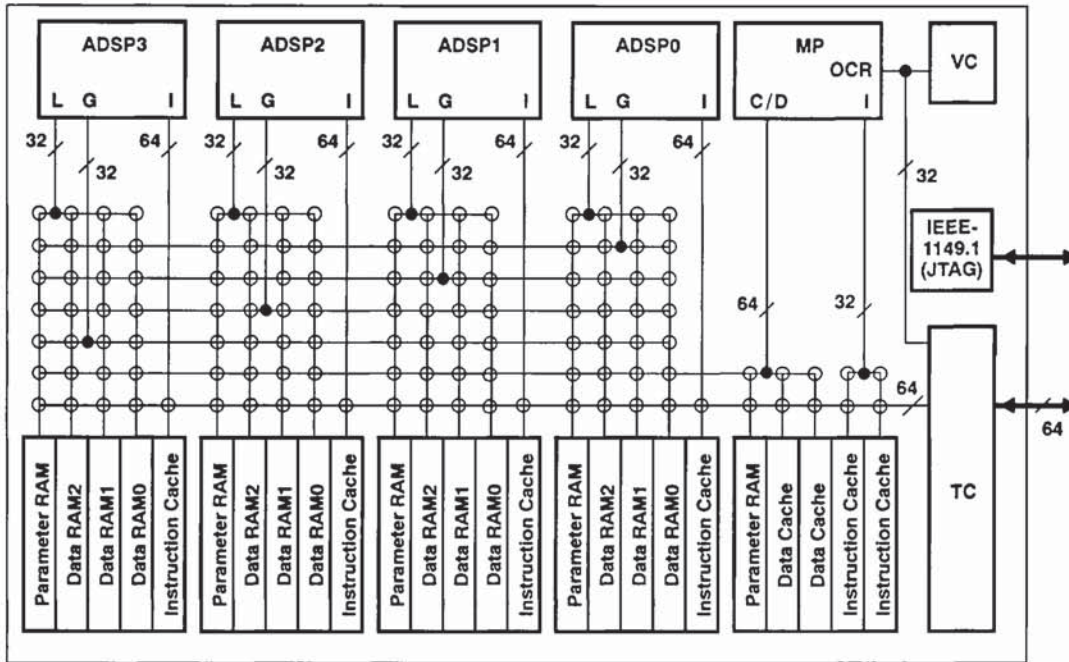 ADSP3
L G I
32
32
64
ADSP2
L G I
32
32
64
ADSP1
L G I
32
32
64
ADSP0
L G I
32
32
64
MP
OCR
C/D I
64
32
VC
32
IEEE-
1149.1
(JTAG)
64
TC
64
Parameter RAM
Data RAM2
Data RAM1
Data RAM0
Instruction Cache
Parameter RAM
Data RAM2
Data RAM1
Data RAM0
Instruction Cache
Parameter RAM
Data RAM2
Data RAM1
Data RAM0
Instruction Cache
Parameter RAM
Data RAM2
Data RAM1
Data RAM0
Instruction Cache
Parameter RAM
Data Cache
Data Cache
Instruction Cache
Instruction Cache